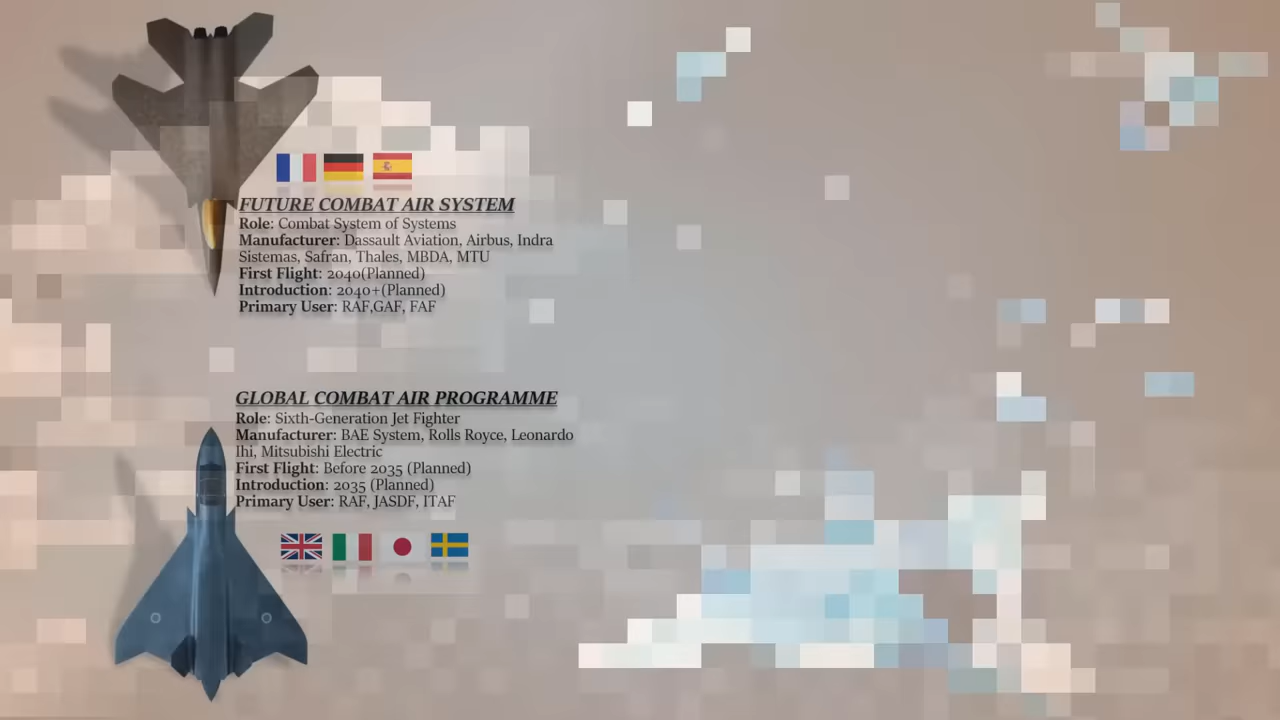 FUTURE COMBAT AIR SYSTEM
Role: Combat System of Systems
Manufacturer: Dassault Aviation, Airbus, Indra
Sistemas, Safran, Thales, MBDA, MTU
First Flight: 2040(Planned)
Introduction: 2040+(Planned)
Primary User: RAF,GAF, FAF
GLOBAL COMBAT AIR PROGRAMME
Role: Sixth-Generation Jet Fighter
Manufacturer: BAE System, Rolls Royce, Leonardo
Ihi, Mitsubishi Electric
First Flight: Before 2035 (Planned)
Introduction: 2035 (Planned)
Primary User: RAF, JASDF, ITAF